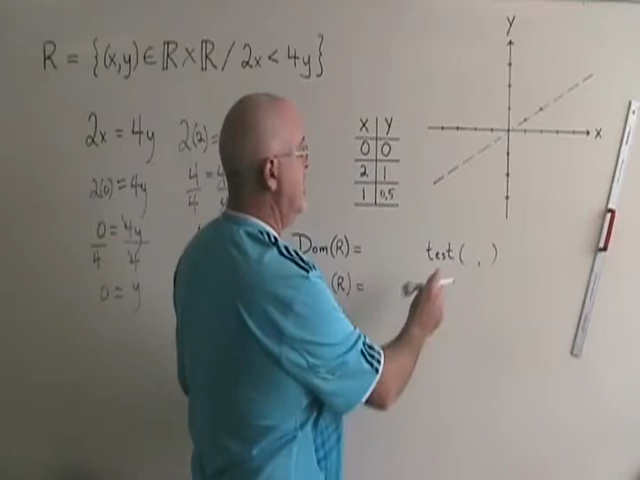 R = {(x,y) ∈ ℝ × ℝ / 2x < 4y}
2x = 4y
2(0) = 4y
0 = 4y
4 4
0 = y
2(2) =
4 =
4
X Y
0 0
2 1
1 0,5
Dom(R) =
(R) =
test( , )
Y
X